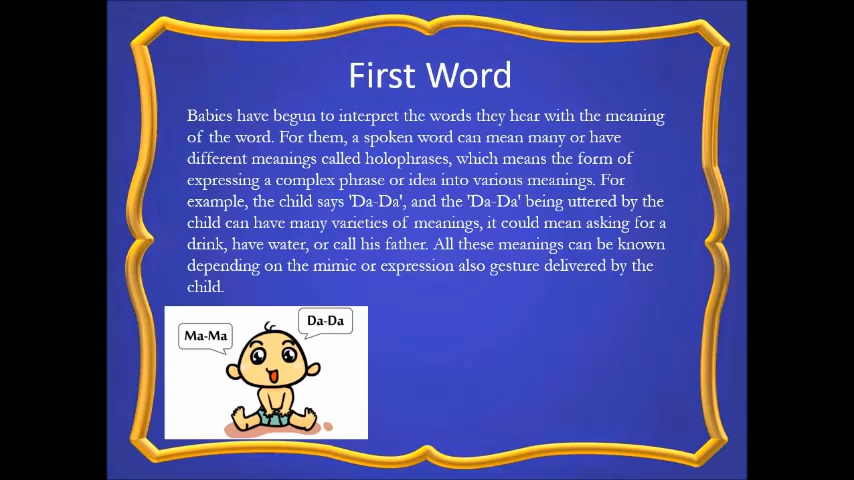 First Word
Babies have begun to interpret the words they hear with the meaning
of the word. For them, a spoken word can mean many or have
different meanings called holophrases, which means the form of
expressing a complex phrase or idea into various meanings. For
example, the child says 'Da-Da', and the 'Da-Da' being uttered by the
child can have many varieties of meanings, it could mean asking for a
drink, have water, or call his father. All these meanings can be known
depending on the mimic or expression also gesture delivered by the
child.
Ma-Ma
Da-Da